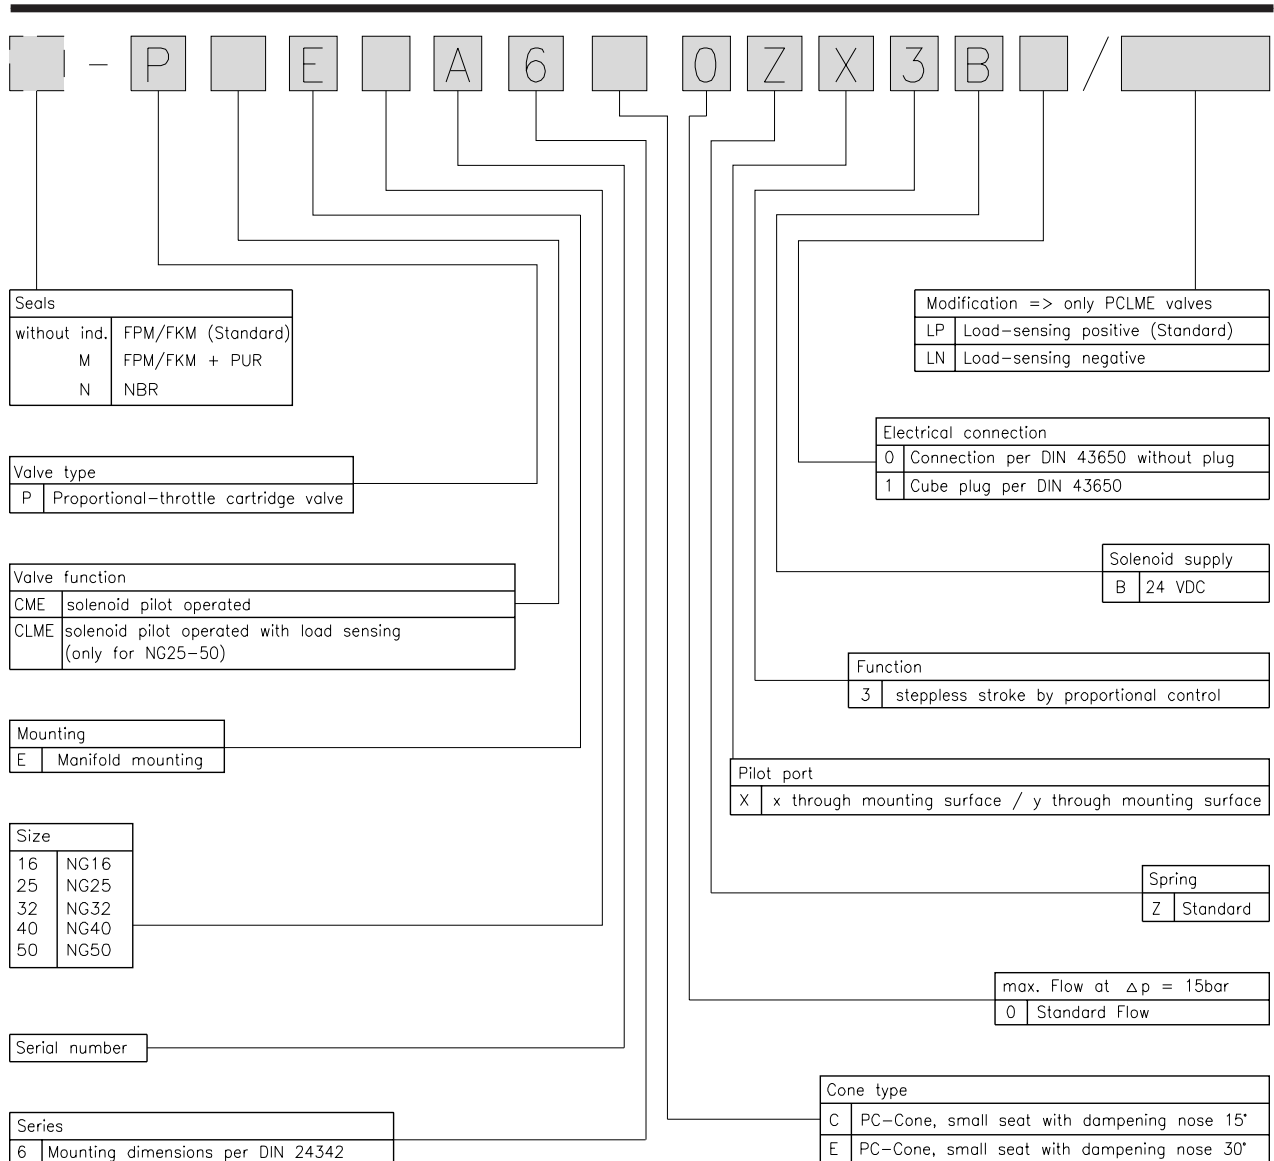 - P E A 6 0 Z X 3 B /
Seals
without ind. FPM/FKM (Standard)
M FPM/FKM + PUR
N NBR
Valve type
P Proportional-throttle cartridge valve
Valve function
CME solenoid pilot operated
CLME solenoid pilot operated with load sensing
(only for NG25-50)
Mounting
E Manifold mounting
Size
16 NG16
25 NG25
32 NG32
40 NG40
50 NG50
Serial number
Series
6 Mounting dimensions per DIN 24342
Modification => only PCLME valves
LP Load-sensing positive (Standard)
LN Load-sensing negative
Electrical connection
0 Connection per DIN 43650 without plug
1 Cube plug per DIN 43650
Solenoid supply
B 24 VDC
Function
3 steppless stroke by proportional control
Pilot port
X x through mounting surface / y through mounting surface
Spring
Z Standard
max. Flow at △p = 15bar
0 Standard Flow
Cone type
C PC-Cone, small seat with dampening nose 15°
E PC-Cone, small seat with dampening nose 30°